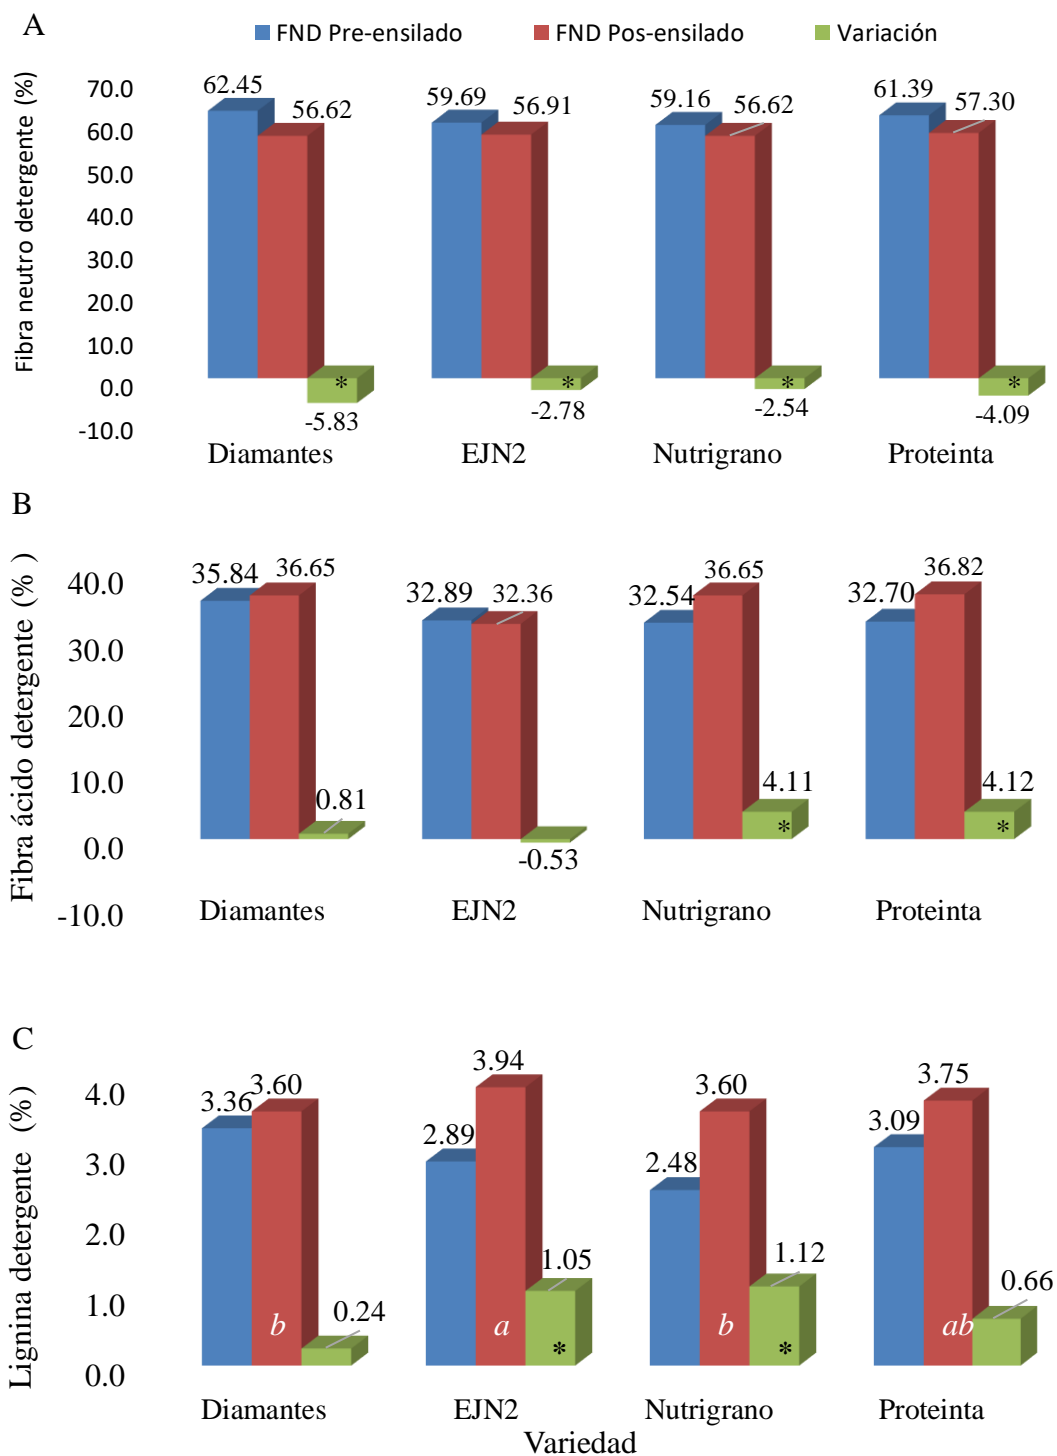 A
FND Pre-ensilado FND Pos-ensilado Variación
Fibra neutro detergente (%)
70.0
60.0
50.0
40.0
30.0
20.0
10.0
0.0
-10.0
62.45 56.62 59.69 56.91 59.16 56.62 61.39 57.30
* * * *
-5.83 -2.78 -2.54 -4.09
Diamantes EJN2 Nutrigrano Proteinta
B
Fibra ácido detergente (% )
40.0
30.0
20.0
10.0
0.0
-10.0
35.84 36.65 32.89 32.36 32.54 36.65 32.70 36.82
0.81 -0.53 4.11 4.12
* *
Diamantes EJN2 Nutrigrano Proteinta
C
Lignina detergente (% )
4.0
3.0
2.0
1.0
0.0
3.36 3.60 2.89 3.94 2.48 3.60 3.09 3.75
0.24 1.05 1.12 0.66
b a b ab
* *
Diamantes EJN2 Nutrigrano Proteinta
Variedad